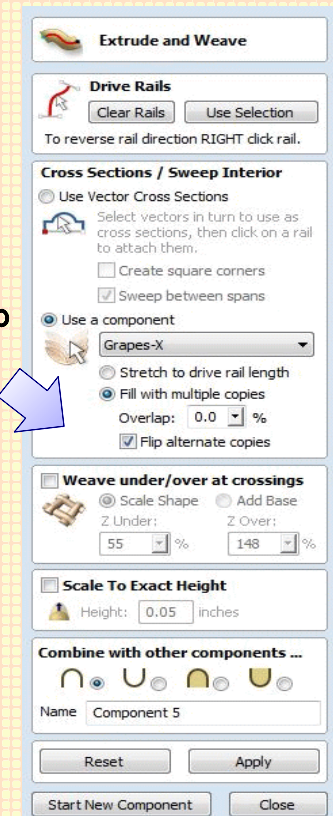 Extrude and Weave
Drive Rails
Clear Rails Use Selection
To reverse rail direction RIGHT click rail.
Cross Sections / Sweep Interior
Use Vector Cross Sections
Select vectors in turn to use as
cross sections, then click on a rail
to attach them.
Create square corners
Sweep between spans
Use a component
Grapes-X
Stretch to drive rail length
Fill with multiple copies
Overlap: 0.0 %
Flip alternate copies
Weave under/over at crossings
Scale Shape Add Base
Z Under: Z Over:
55 % 148 %
Scale To Exact Height
Height: 0.05 inches
Combine with other components ...
Name Component 5
Reset Apply
Start New Component Close